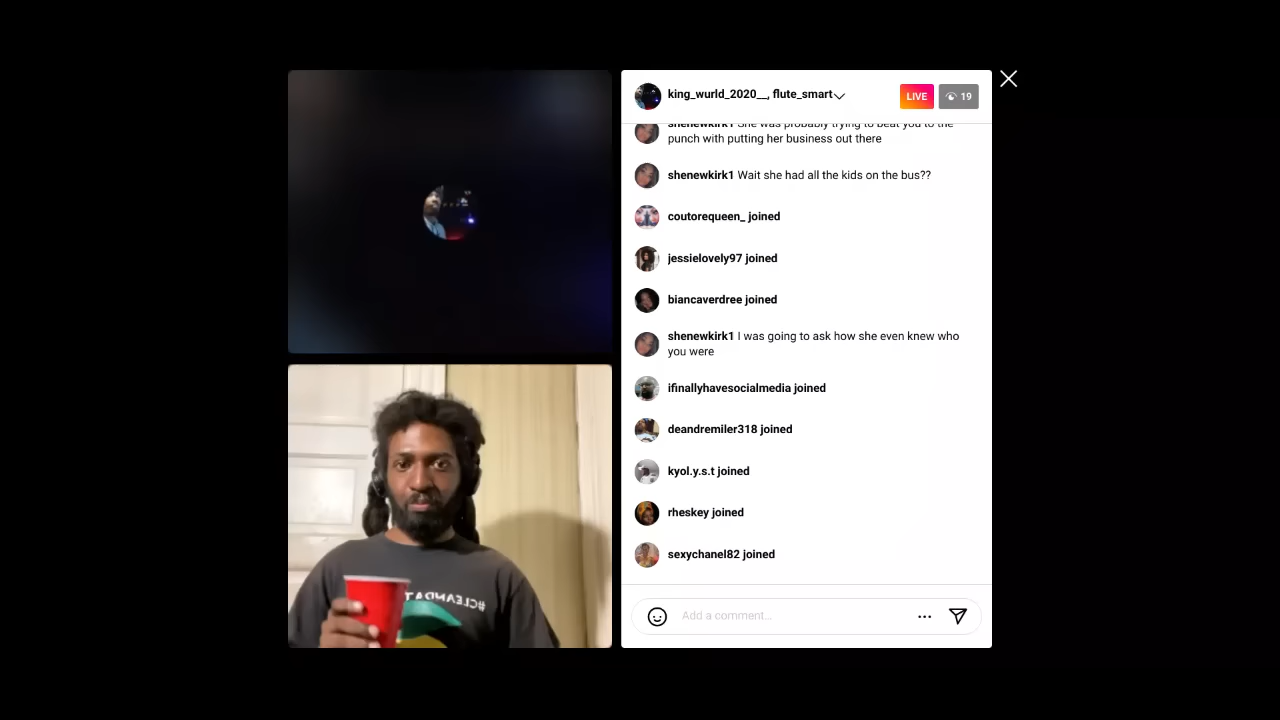 king_wurld_2020__, flute_smart
LIVE
19
shenewkirk1 She was probably trying to beat you to the
punch with putting her business out there
shenewkirk1 Wait she had all the kids on the bus??
coutorequeen_ joined
jessielovely97 joined
biancaverdree joined
shenewkirk1 I was going to ask how she even knew who
you were
ifinallyhavesocialmedia joined
deandremiler318 joined
kyol.y.s.t joined
rheskey joined
sexychanel82 joined
Add a comment...
#CLEANDAT